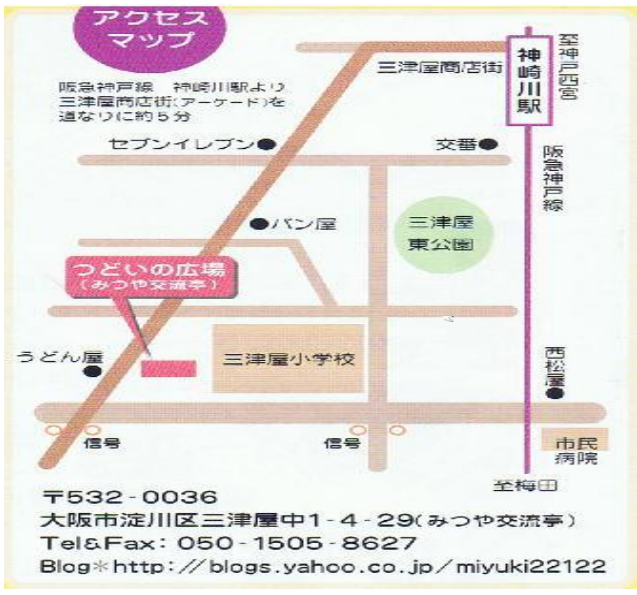 アクセス
マップ
阪急神戸線 神崎川駅より
三津屋商店街(アーケード)を
道なりに約5分
三津屋商店街
神崎川駅
至神戸西宮
阪急神戸線
セブンイレブン
交番
パン屋
三津屋
東公園
つどいの広場
(みつや交流亭)
うどん屋
三津屋小学校
西松屋
信号
信号
市民
病院
至梅田
〒532-0036
大阪市淀川区三津屋中1-4-29(みつや交流亭)
Tel&Fax: 050-1505-8627
Blog*http://blogs.yahoo.co.jp/miyuki22122